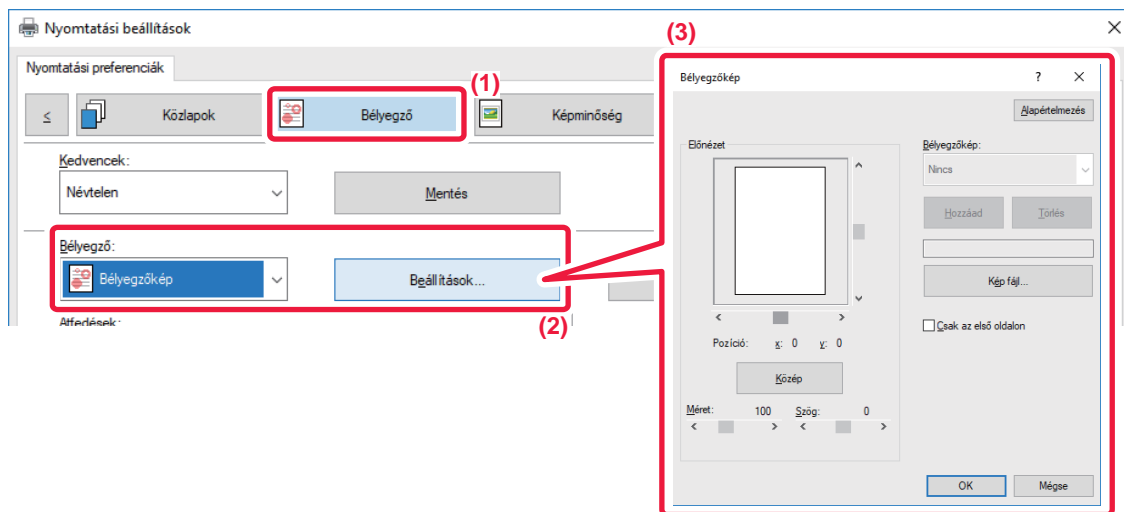 Nyomtatási beállítások
Nyomtatási preferenciák
(1)
< Közlapok Bélyegző Képminőség
Kedvencek:
Névtelen Mentés
Bélyegző:
Bélyegzőkép Beállítások...
(2)
Átfedések:
(3)
Bélyegzőkép ?
Alapértelmezés
Előnézet
Bélyegzőkép:
Nincs
Hozzáad Törlés
Kép fájl...
Csak az első oldalon
Pozíció: x: 0 y: 0
Közép
Méret: 100 Szög: 0
OK Mégse